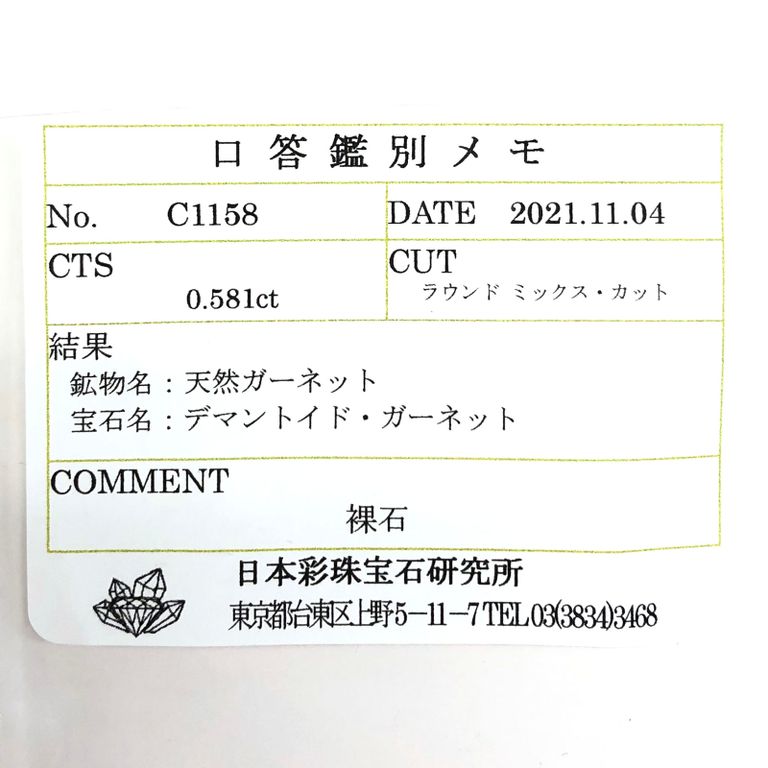 口答鑑別メモ
No. C1158
DATE 2021.11.04
CTS
0.581ct
CUT
ラウンド ミックス・カット
結果
鉱物名：天然ガーネット
宝石名：デマントイド・ガーネット
COMMENT
裸石
日本彩珠宝石研究所
東京都台東区上野5-11-7 TEL 03(3834)3468